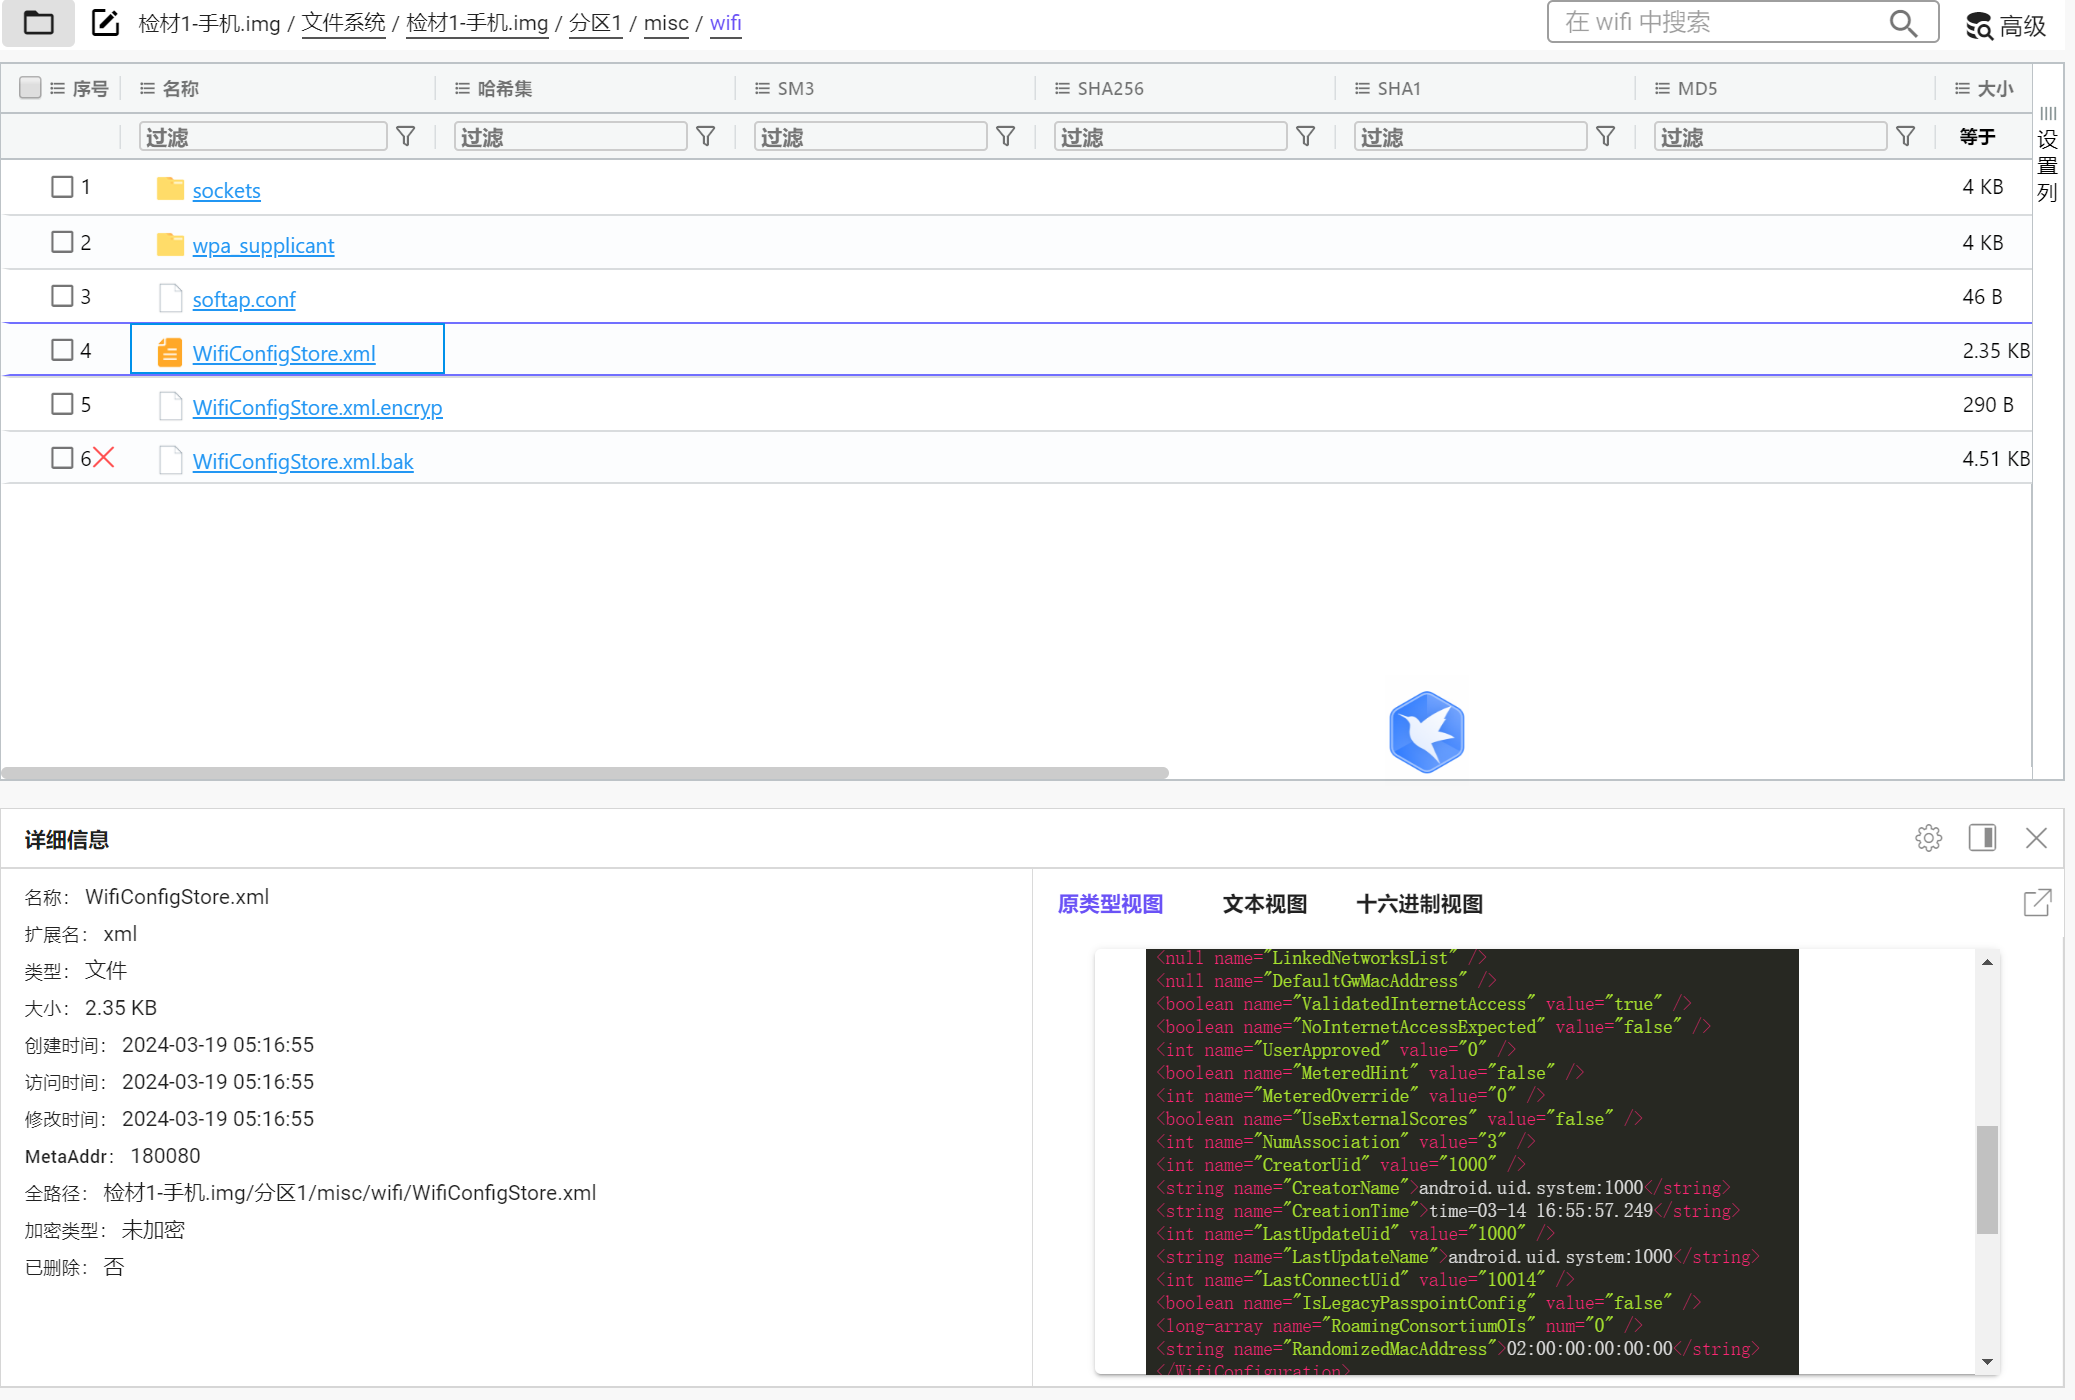 检材1-手机.img / 文件系统 / 检材1-手机.img / 分区1 / misc / wifi
在 wifi 中搜索
高级
序号 名称 哈希集 SM3 SHA256 SHA1 MD5 大小
过滤 过滤 过滤 过滤 过滤 过滤 等于
设置列
1 sockets 4 KB
2 wpa_supplicant 4 KB
3 softap.conf 46 B
4 WifiConfigStore.xml 2.35 KB
5 WifiConfigStore.xml.encryp 290 B
6 WifiConfigStore.xml.bak 4.51 KB
详细信息
名称： WifiConfigStore.xml
扩展名： xml
类型： 文件
大小： 2.35 KB
创建时间： 2024-03-19 05:16:55
访问时间： 2024-03-19 05:16:55
修改时间： 2024-03-19 05:16:55
MetaAddr： 180080
全路径： 检材1-手机.img/分区1/misc/wifi/WifiConfigStore.xml
加密类型： 未加密
已删除： 否
原类型视图 文本视图 十六进制视图
<null name="LinkedNetworksList" />
<null name="DefaultGwMacAddress" />
<boolean name="ValidatedInternetAccess" value="true" />
<boolean name="NoInternetAccessExpected" value="false" />
<int name="UserApproved" value="0" />
<boolean name="MeteredHint" value="false" />
<int name="MeteredOverride" value="0" />
<boolean name="UseExternalScores" value="false" />
<int name="NumAssociation" value="3" />
<int name="CreatorUid" value="1000" />
<string name="CreatorName">android.uid.system:1000</string>
<string name="CreationTime">time=03-14 16:55:57.249</string>
<int name="LastUpdateUid" value="1000" />
<string name="LastUpdateName">android.uid.system:1000</string>
<int name="LastConnectUid" value="10014" />
<boolean name="IsLegacyPasspointConfig" value="false" />
<long-array name="RoamingConsortiumOIs" num="0" />
<string name="RandomizedMacAddress">02:00:00:00:00:00</string>
</WifiConfiguration>